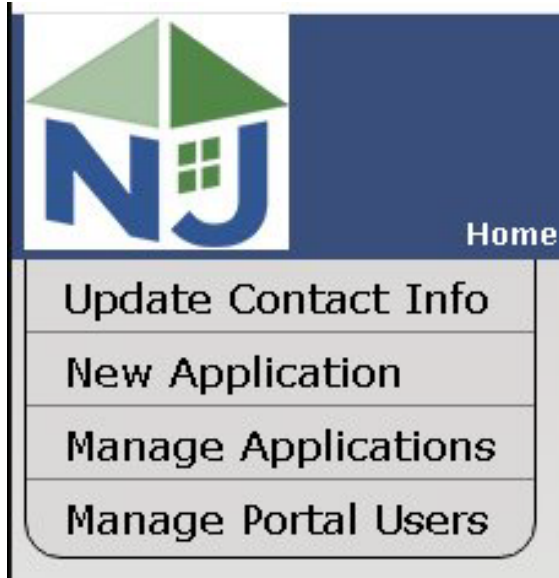 NJ
Home
Update Contact Info
New Application
Manage Applications
Manage Portal Users